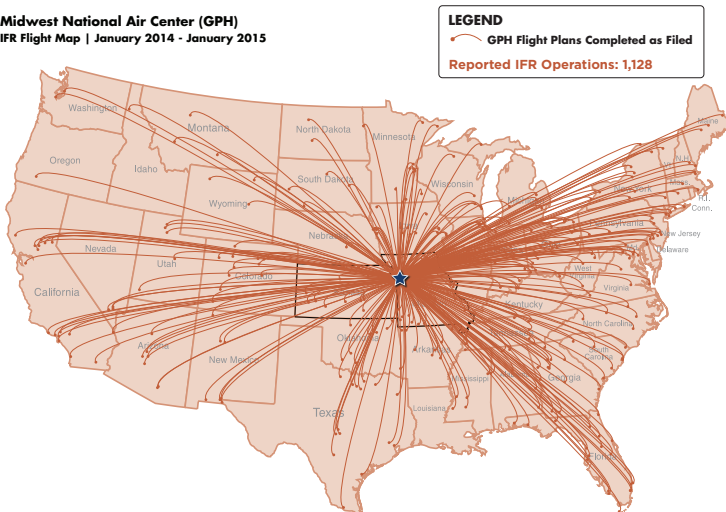 Midwest National Air Center (GPH)
IFR Flight Map | January 2014 - January 2015
LEGEND
GPH Flight Plans Completed as Filed
Reported IFR Operations: 1,128
Washington
Montana
North Dakota
Minnesota
Maine
Oregon
Idaho
South Dakota
Wisconsin
N.H.
Mass.
R.I.
Conn.
Wyoming
Nebraska
Pennsylvania
New Jersey
Delaware
Nevada
Utah
Colorado
West
Virginia
Virginia
California
Kentucky
North Carolina
Arizona
New Mexico
Oklahoma
Arkansas
South
Carolina
Mississippi
Georgia
Texas
Louisiana
Florida